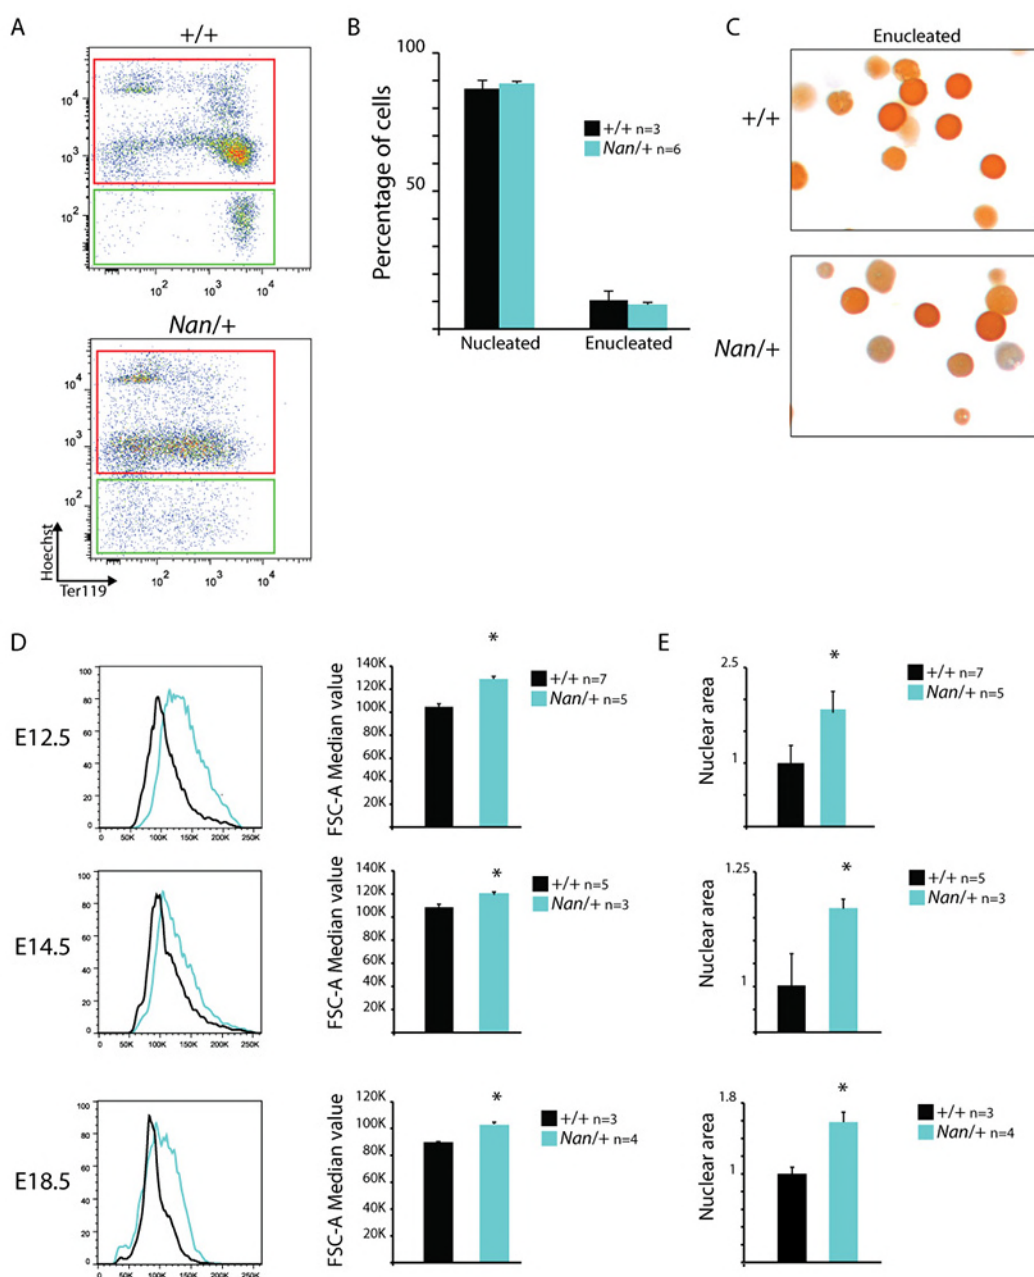 A
+/+
10⁴
10³
10²
10² 10³ 10⁴
Nan/+
10⁴
10³
10²
10² 10³ 10⁴
Hoechst
Ter119
B
100
50
Percentage of cells
+/+ n=3
Nan/+ n=6
Nucleated Enucleated
C
Enucleated
+/+
Nan/+
D
E12.5
100
80
60
40
20
0
0 50K 100K 150K 200K 250K
FSC-A Median value
140K
120K
100K
80K
60K
40K
20K
*
+/+ n=7
Nan/+ n=5
E14.5
100
80
60
40
20
0
0 50K 100K 150K 200K 250K
FSC-A Median value
140K
120K
100K
80K
60K
40K
20K
*
+/+ n=5
Nan/+ n=3
E18.5
100
80
60
40
20
0
0 50K 100K 150K 200K 250K
FSC-A Median value
120K
100K
80K
60K
40K
20K
*
+/+ n=3
Nan/+ n=4
E
Nuclear area
2.5
1
*
+/+ n=7
Nan/+ n=5
Nuclear area
1.25
1
*
+/+ n=5
Nan/+ n=3
Nuclear area
1.8
1
*
+/+ n=3
Nan/+ n=4